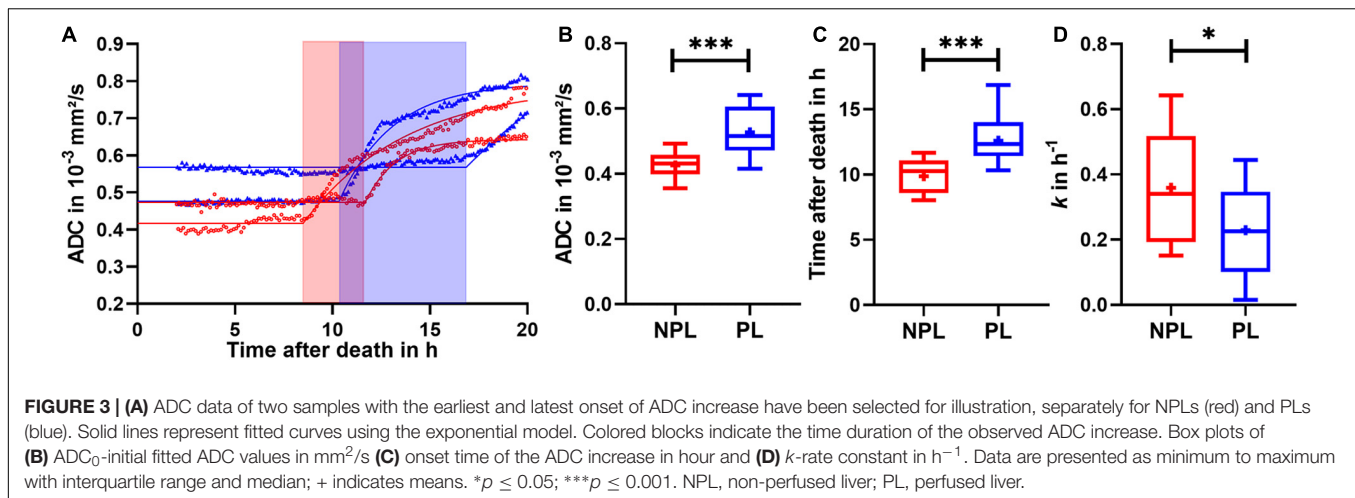 A
ADC in 10⁻³ mm²/s
0.9
0.8
0.7
0.6
0.5
0.4
0.3
0.2
0 5 10 15 20
Time after death in h
B
ADC in 10⁻³ mm²/s
0.8
0.6
0.4
0.2
0.0
***
NPL PL
C
Time after death in h
20
15
10
5
0
***
NPL PL
D
k in h⁻¹
0.8
0.6
0.4
0.2
0.0
*
NPL PL
FIGURE 3 | (A) ADC data of two samples with the earliest and latest onset of ADC increase have been selected for illustration, separately for NPLs (red) and PLs
(blue). Solid lines represent fitted curves using the exponential model. Colored blocks indicate the time duration of the observed ADC increase. Box plots of
(B) ADC₀-initial fitted ADC values in mm²/s (C) onset time of the ADC increase in hour and (D) k-rate constant in h⁻¹. Data are presented as minimum to maximum
with interquartile range and median; + indicates means. *p ≤ 0.05; ***p ≤ 0.001. NPL, non-perfused liver; PL, perfused liver.